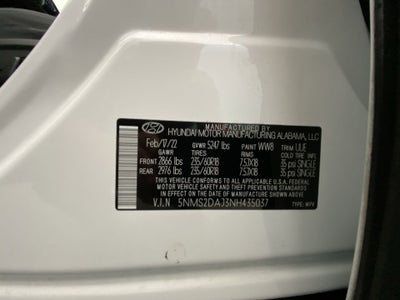 MANUFACTURED BY
HYUNDAI MOTOR MANUFACTURING ALABAMA, LLC
Feb/17/22 GVWR 5247 lbs PAINT WW8 TRIM UUE
GAWR TIRES RIMS COLD TIRE INFLATION
FRONT 2866 lbs 235/60R18 7.5JX18 35 psi SINGLE
REAR 2976 lbs 235/60R18 7.5JX18 35 psi SINGLE
THIS VEHICLE CONFORMS TO ALL APPLICABLE
U.S.A. FEDERAL MOTOR VEHICLE SAFETY STANDARDS
IN EFFECT ON THE DATE OF MANUFACTURE SHOWN ABOVE
V.I.N 5NMS2DAJ3NH435037 TYPE: MPV